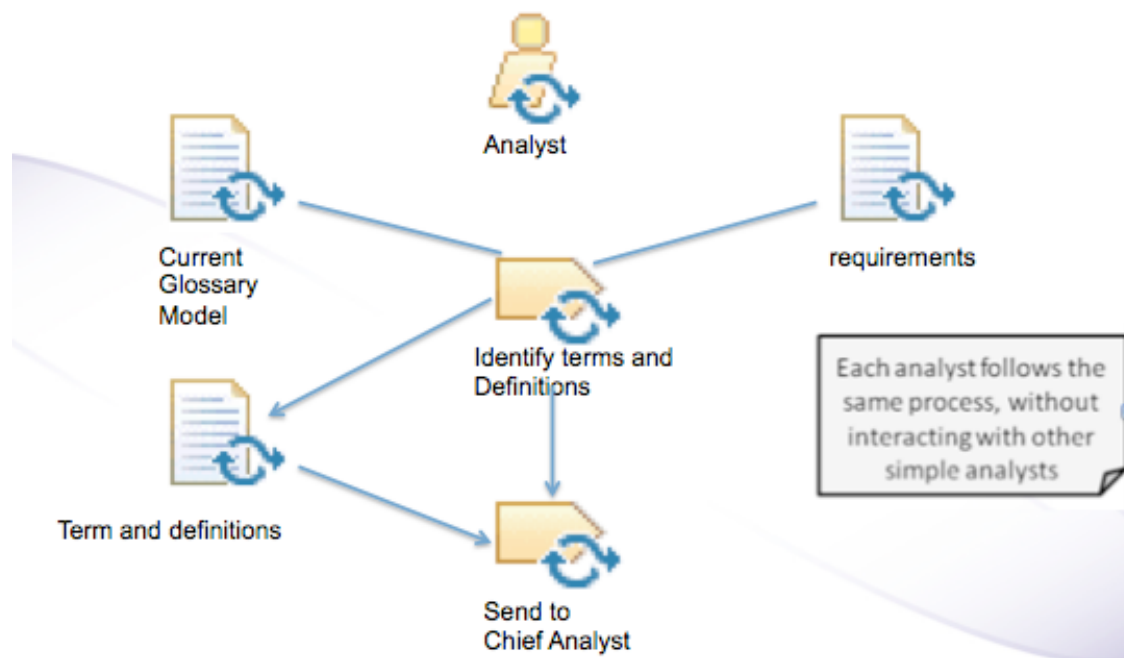 Analyst
Current
Glossary
Model
requirements
Identify terms and
Definitions
Each analyst follows the
same process, without
interacting with other
simple analysts
Term and definitions
Send to
Chief Analyst